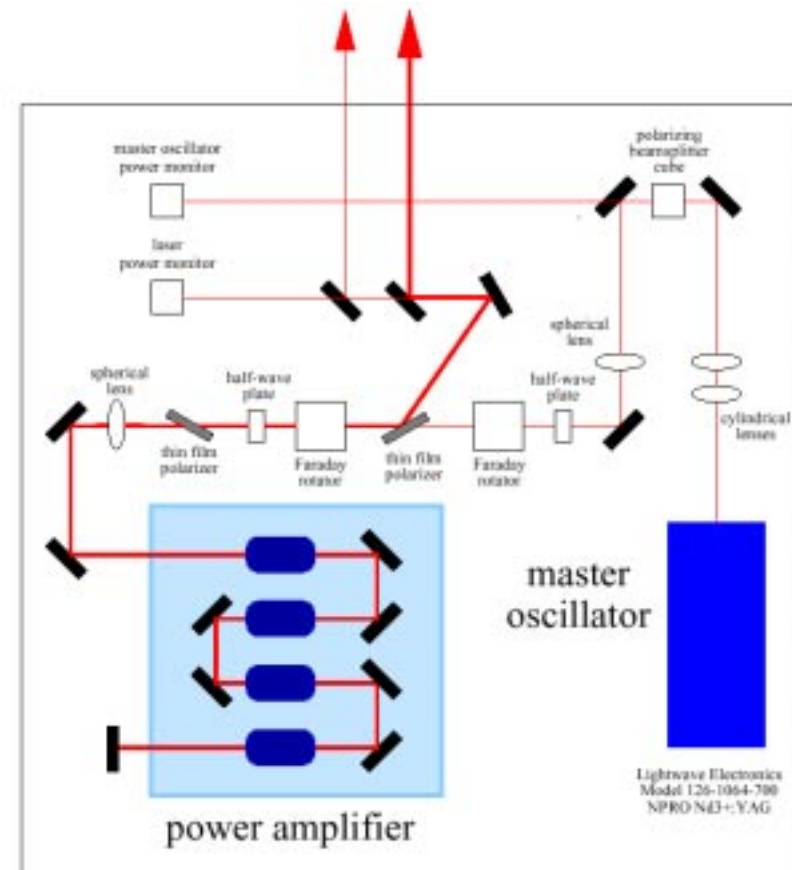 master oscillator
power monitor
polarizing
beamsplitter
cube
laser
power monitor
spherical
lens
spherical
lens
half-wave
plate
half-wave
plate
cylindrical
lenses
thin film
polarizer
Faraday
rotator
thin film
polarizer
Faraday
rotator
master
oscillator
Lightwave Electronics
Model 126-1064-700
NPRO Nd3+:YAG
power amplifier